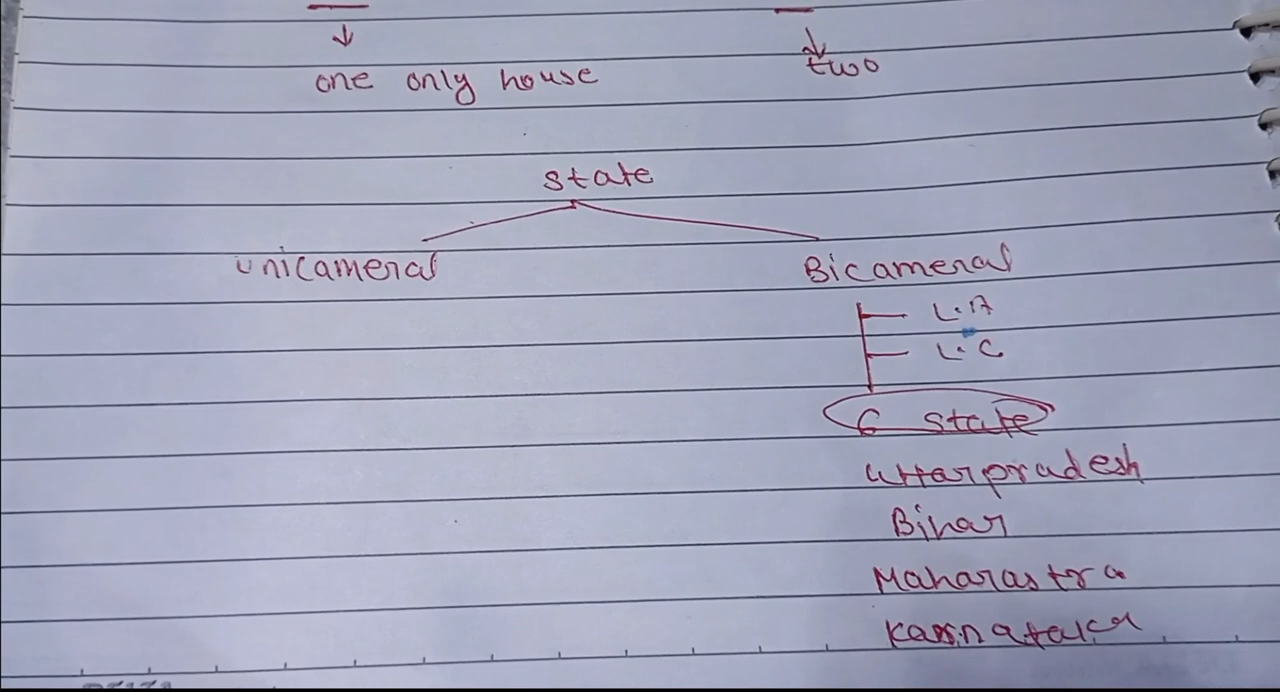 one only house two
state
unicameral Bicameral
L.A
L.C
6 state
uttarpradesh
Bihar
Maharastra
Karnataka